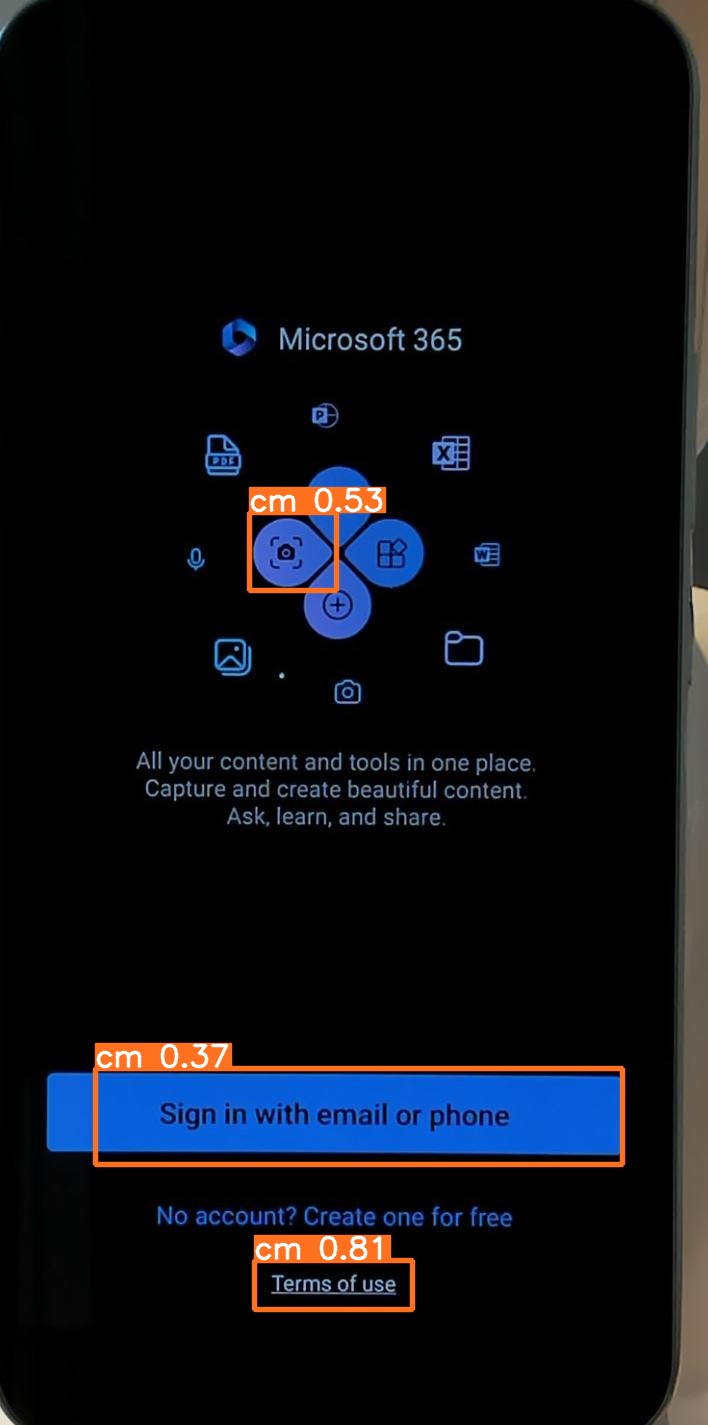 Microsoft 365
P
PDF
X
cm 0.53
W
All your content and tools in one place.
Capture and create beautiful content.
Ask, learn, and share.
cm 0.37
Sign in with email or phone
No account? Create one for free
cm 0.81
Terms of use